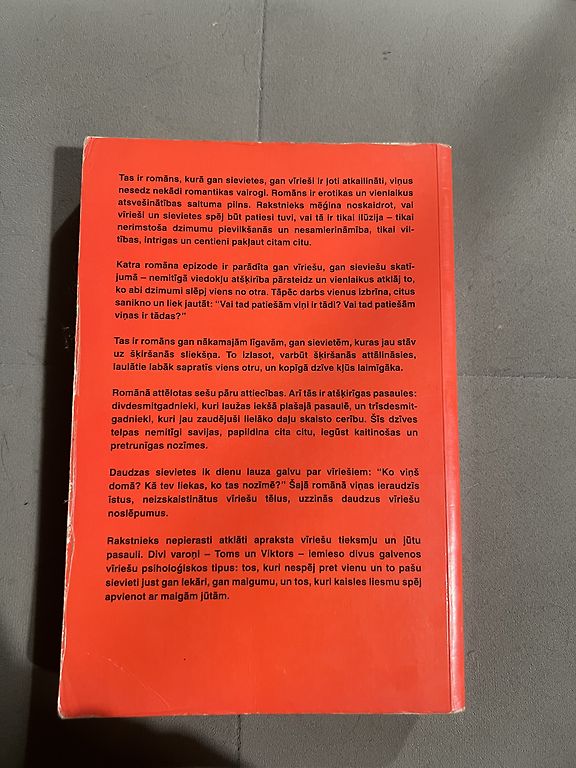 Tas ir romāns, kurā gan sievietes, gan vīrieši ir ļoti atkailināti, viņus
nesedz nekādi romantikas vairogi. Romāns ir erotikas un vienlaikus
atsvešinātības saltuma pilns. Rakstnieks mēģina noskaidrot, vai
vīrieši un sievietes spēj būt patiesi tuvi, vai tā ir tikai ilūzija – tikai
nerimstoša dzimumu pievilkšanās un nesamierināmība, tikai vil-
tības, intrigas un centieni pakļaut citam citu.
Katra romāna epizode ir parādīta gan vīriešu, gan sieviešu skatī-
jumā – nemitīgā viedokļu atšķirība pārsteidz un vienlaikus atklāj to,
ko abi dzimumi slēpj viens no otra. Tāpēc darbs vienus izbrīna, citus
sanikno un liek jautāt: "Vai tad patiešām viņi ir tādi? Vai tad patiešām
viņas ir tādas?"
Tas ir romāns gan nākamajām līgavām, gan sievietēm, kuras jau stāv
uz šķiršanās sliekšņa. To izlasot, varbūt šķiršanās attālināsies,
laulātie labāk sapratīs viens otru, un kopīgā dzīve kļūs laimīgāka.
Romānā attēlotas sešu pāru attiecības. Arī tās ir atšķirīgas pasaules:
divdesmitgadnieki, kuri laužas iekšā plašajā pasaulē, un trīsdesmit-
gadnieki, kuri jau zaudējuši lielāko daļu skaisto cerību. Šīs dzīves
telpas nemitīgi savijas, papildina cita citu, iegūst kaitinošas un
pretrunīgas nozīmes.
Daudzas sievietes ik dienu lauza galvu par vīriešiem: "Ko viņš
domā? Kā tev liekas, ko tas nozīmē?" Šajā romānā viņas ieraudzīs
īstus, neizskaistinātus vīriešu tēlus, uzzinās daudzus vīriešu
noslēpumus.
Rakstnieks nepierasti atklāti apraksta vīriešu tieksmju un jūtu
pasauli. Divi varoņi – Toms un Viktors – iemieso divus galvenos
vīriešu psiholoģiskos tipus: tos, kuri nespēj pret vienu un to pašu
sievieti just gan iekāri, gan maigumu, un tos, kuri kaisles liesmu spēj
apvienot ar maigām jūtām.